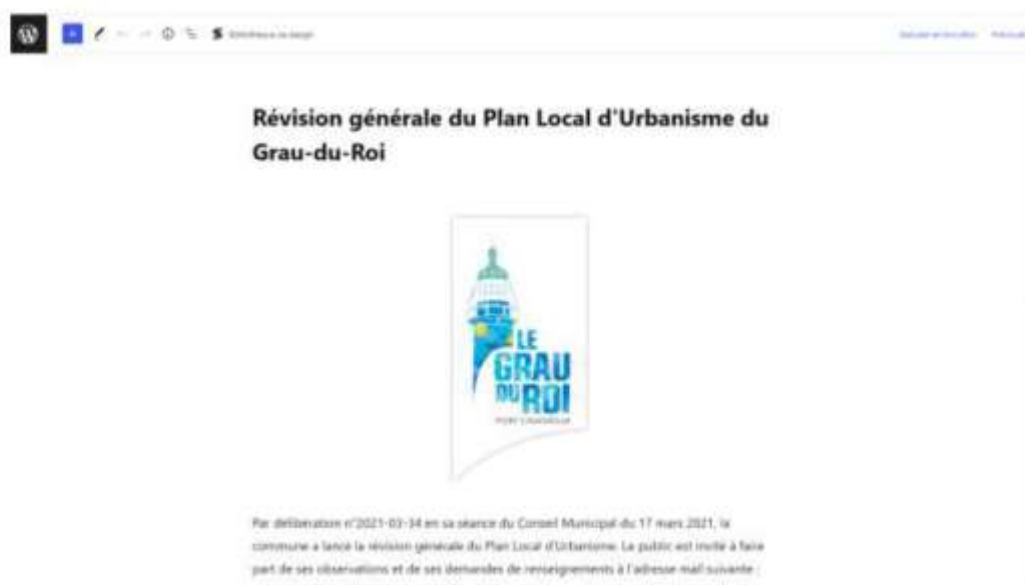 Révision générale du Plan Local d'Urbanisme du
Grau-du-Roi
LE
GRAU
DU ROI
Par délibération n°2021-03-34 en sa séance du Conseil Municipal du 17 mars 2021, la
commune a lancé la révision générale du Plan Local d'Urbanisme. Le public est invité à faire
part de ses observations et de ses demandes de renseignements à l'adresse mail suivante :